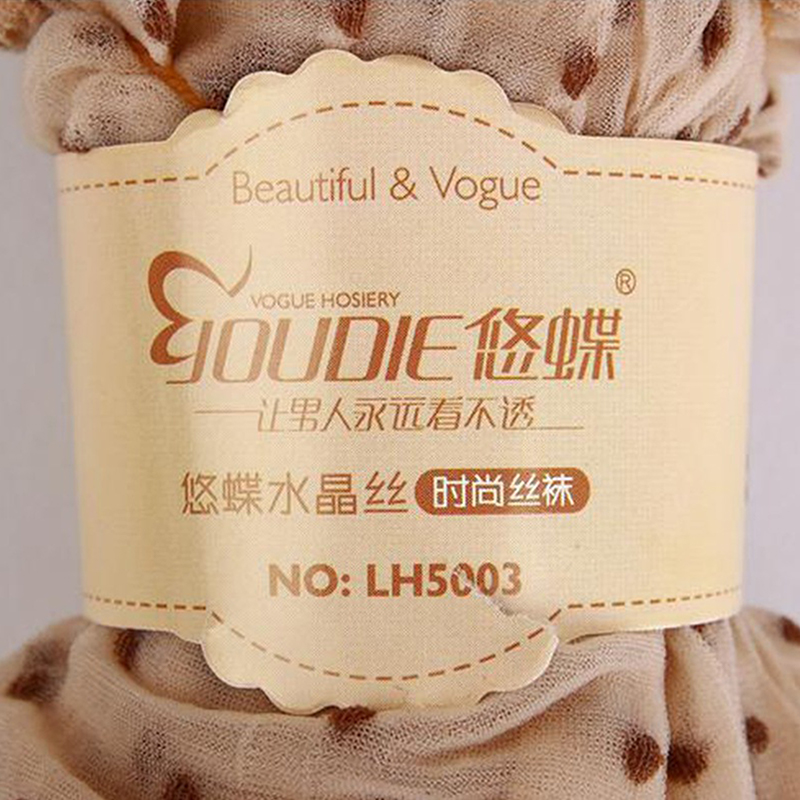 Beautiful & Vogue
VOGUE HOSIERY
YOUDIE悠蝶®
——让男人永远看不透——
悠蝶水晶丝 时尚丝袜
NO: LH5003